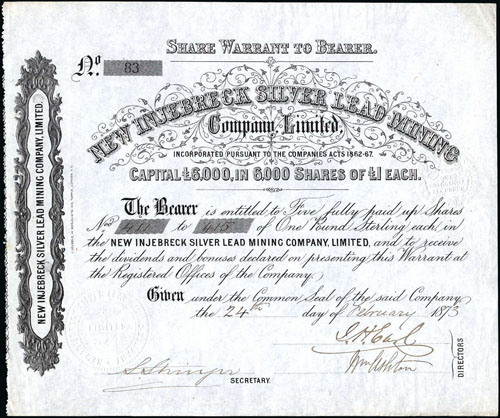 SHARE WARRANT TO BEARER.
No. 83
NEW INJEBRECK SILVER LEAD MINING
Company, Limited.
INCORPORATED PURSUANT TO THE COMPANIES ACTS 1862-67.
CAPITAL £6,000, IN 6,000 SHARES OF £1 EACH.
The Bearer is entitled to Five fully paid up Shares
Nos 411 to 415 of One Pound Sterling each, in
the NEW INJEBRECK SILVER LEAD MINING COMPANY, LIMITED, and to receive
the dividends and bonuses declared on presenting this Warrant at
the Registered Offices of the Company.
Given under the Common Seal of the said Company
the 24th day of February 1873
Wm Ashton
DIRECTORS
SECRETARY.
NEW INJEBRECK SILVER LEAD MINING COMPANY, LIMITED.